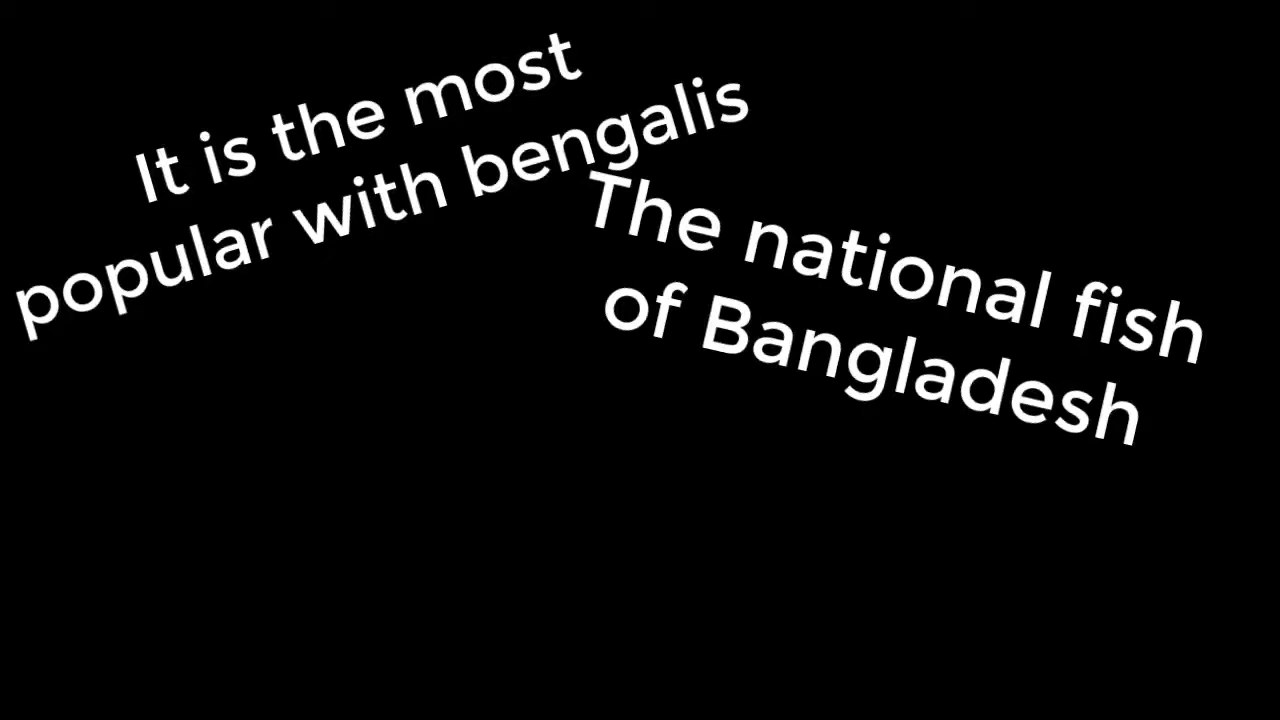 It is the most
popular with bengalis
The national fish
of Bangladesh